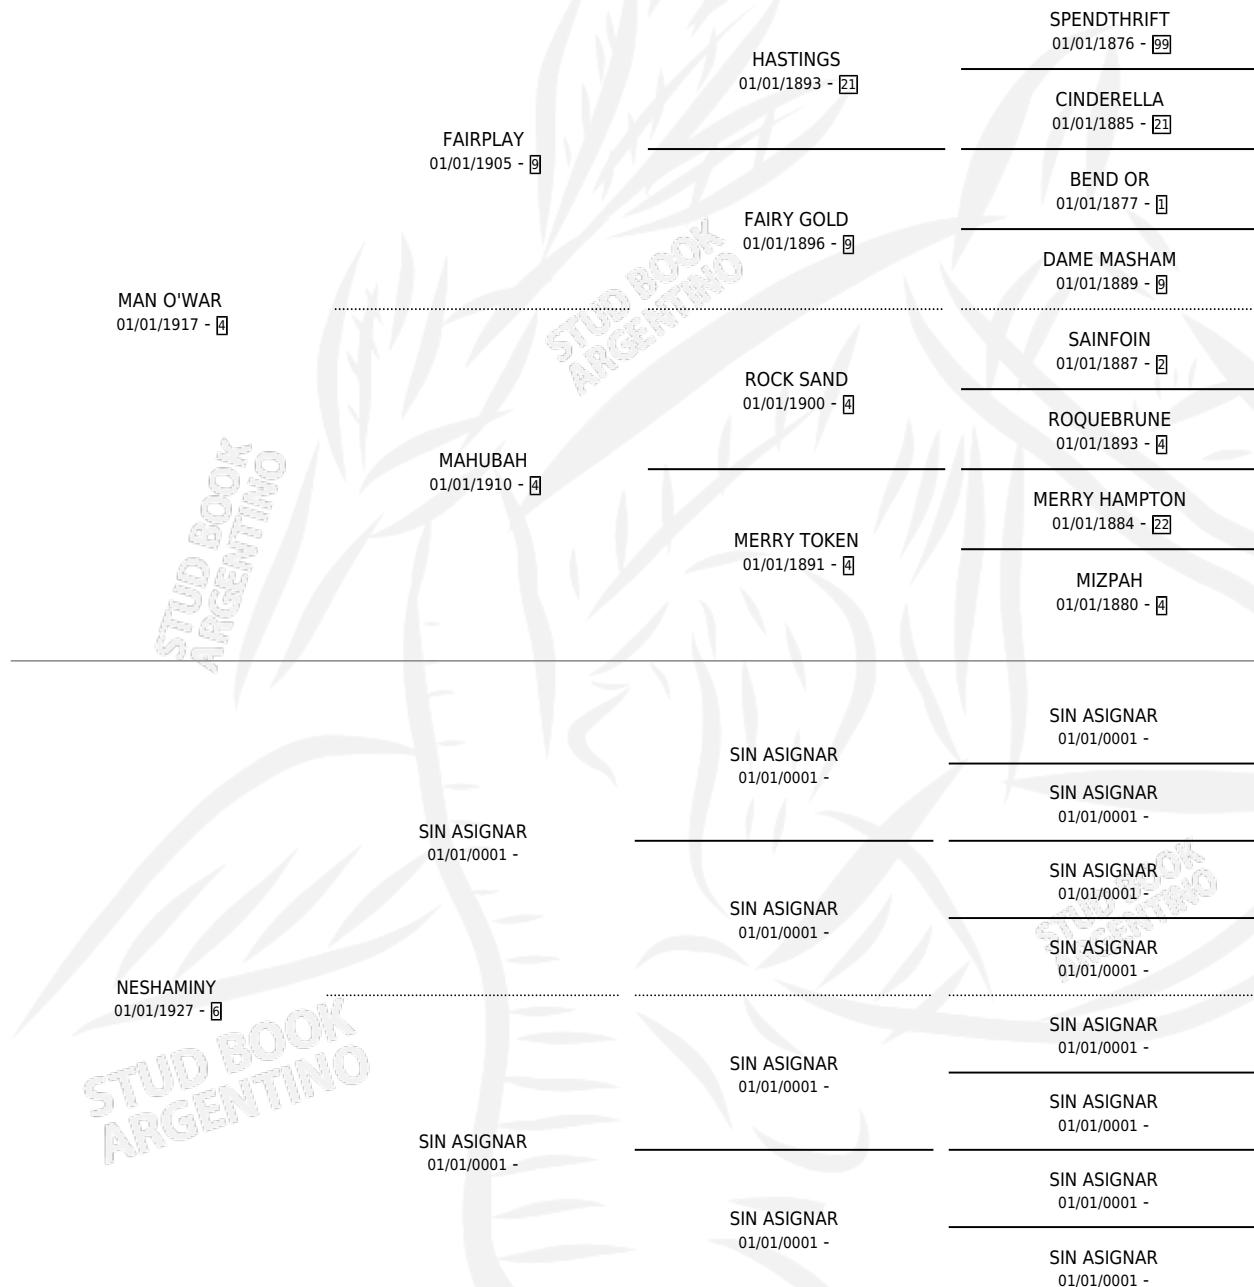 SPENDTHRIFT
01/01/1876 - 99
HASTINGS
01/01/1893 - 21
CINDERELLA
01/01/1885 - 21
FAIRPLAY
01/01/1905 - 9
BEND OR
01/01/1877 - 1
FAIRY GOLD
01/01/1896 - 9
DAME MASHAM
01/01/1889 - 9
MAN O'WAR
01/01/1917 - 4
SAINFOIN
01/01/1887 - 2
ROCK SAND
01/01/1900 - 4
ROQUEBRUNE
01/01/1893 - 4
MAHUBAH
01/01/1910 - 4
MERRY HAMPTON
01/01/1884 - 22
MERRY TOKEN
01/01/1891 - 4
MIZPAH
01/01/1880 - 4
SIN ASIGNAR
01/01/0001 -
SIN ASIGNAR
01/01/0001 -
SIN ASIGNAR
01/01/0001 -
SIN ASIGNAR
01/01/0001 -
SIN ASIGNAR
01/01/0001 -
SIN ASIGNAR
01/01/0001 -
SIN ASIGNAR
01/01/0001 -
NESHAMINY
01/01/1927 - 6
SIN ASIGNAR
01/01/0001 -
SIN ASIGNAR
01/01/0001 -
SIN ASIGNAR
01/01/0001 -
SIN ASIGNAR
01/01/0001 -
SIN ASIGNAR
01/01/0001 -
SIN ASIGNAR
01/01/0001 -
SIN ASIGNAR
01/01/0001 -
STUD BOOK
ARGENTINO
STUD BOOK
ARGENTINO
STUD BOOK
ARGENTINO
STUD BOOK
ARGENTINO